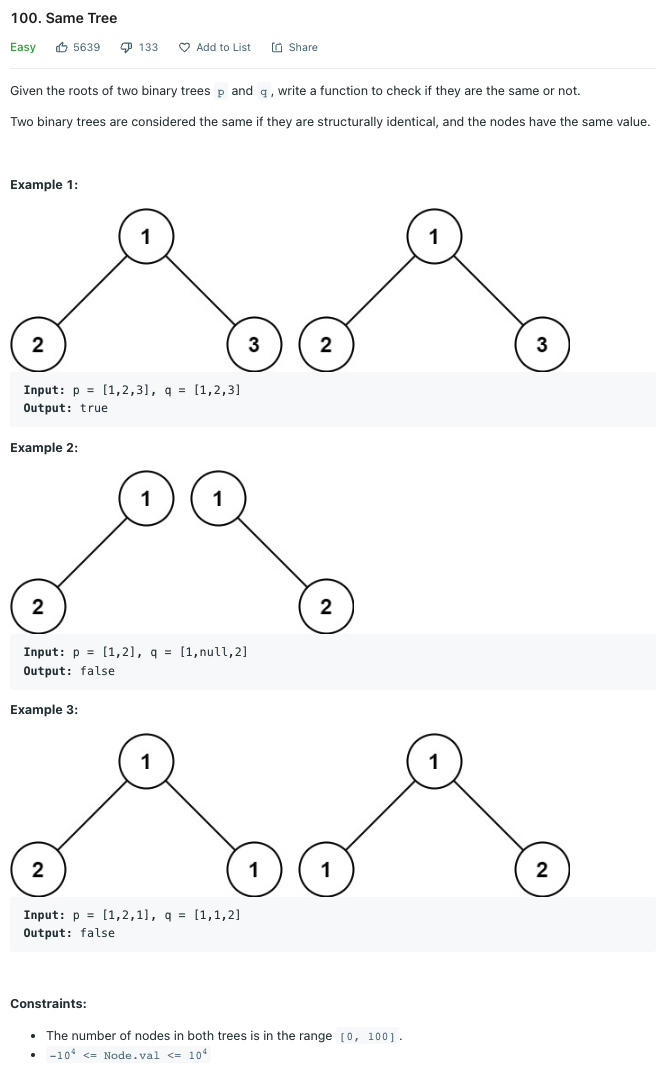 100. Same Tree
Easy 5639 133 Add to List Share
Given the roots of two binary trees p and q, write a function to check if they are the same or not.
Two binary trees are considered the same if they are structurally identical, and the nodes have the same value.
Example 1:
1 1
2 3 2 3
Input: p = [1,2,3], q = [1,2,3]
Output: true
Example 2:
1 1
2 2
Input: p = [1,2], q = [1,null,2]
Output: false
Example 3:
1 1
2 1 1 2
Input: p = [1,2,1], q = [1,1,2]
Output: false
Constraints:
• The number of nodes in both trees is in the range [0, 100].
• -10⁴ <= Node.val <= 10⁴